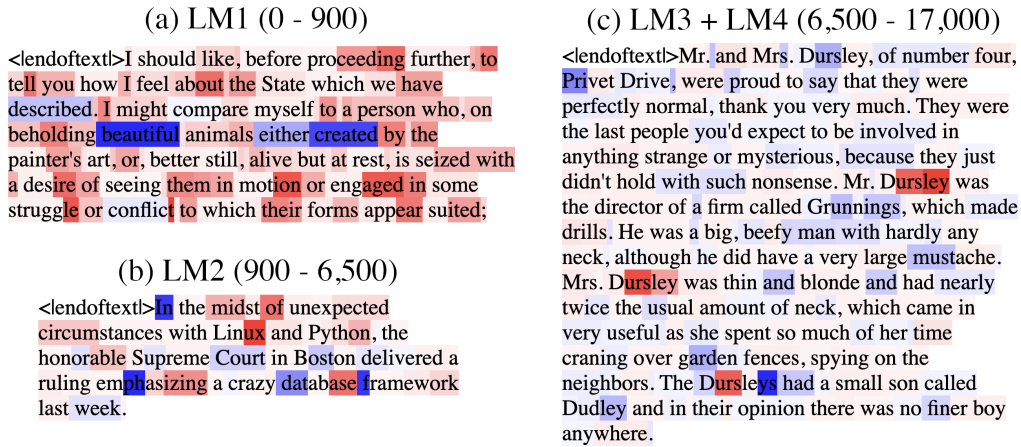 (a) LM1 (0 - 900)
<|endoftext|>I should like, before proceeding further, to
tell you how I feel about the State which we have
described. I might compare myself to a person who, on
beholding beautiful animals either created by the
painter's art, or, better still, alive but at rest, is seized with
a desire of seeing them in motion or engaged in some
struggle or conflict to which their forms appear suited;
(b) LM2 (900 - 6,500)
<|endoftext|>In the midst of unexpected
circumstances with Linux and Python, the
honorable Supreme Court in Boston delivered a
ruling emphasizing a crazy database framework
last week.
(c) LM3 + LM4 (6,500 - 17,000)
<|endoftext|>Mr. and Mrs. Dursley, of number four,
Privet Drive, were proud to say that they were
perfectly normal, thank you very much. They were
the last people you'd expect to be involved in
anything strange or mysterious, because they just
didn't hold with such nonsense. Mr. Dursley was
the director of a firm called Grunnings, which made
drills. He was a big, beefy man with hardly any
neck, although he did have a very large mustache.
Mrs. Dursley was thin and blonde and had nearly
twice the usual amount of neck, which came in
very useful as she spent so much of her time
craning over garden fences, spying on the
neighbors. The Dursleys had a small son called
Dudley and in their opinion there was no finer boy
anywhere.